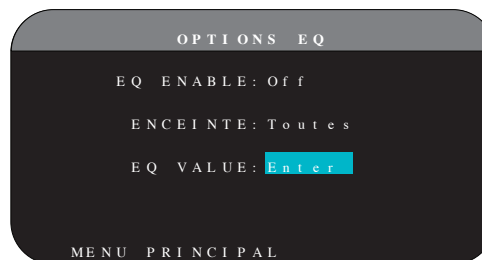 OPTIONS EQ
EQ ENABLE: Off
ENCEINTE: Toutes
EQ VALUE: Enter
MENU PRINCIPAL